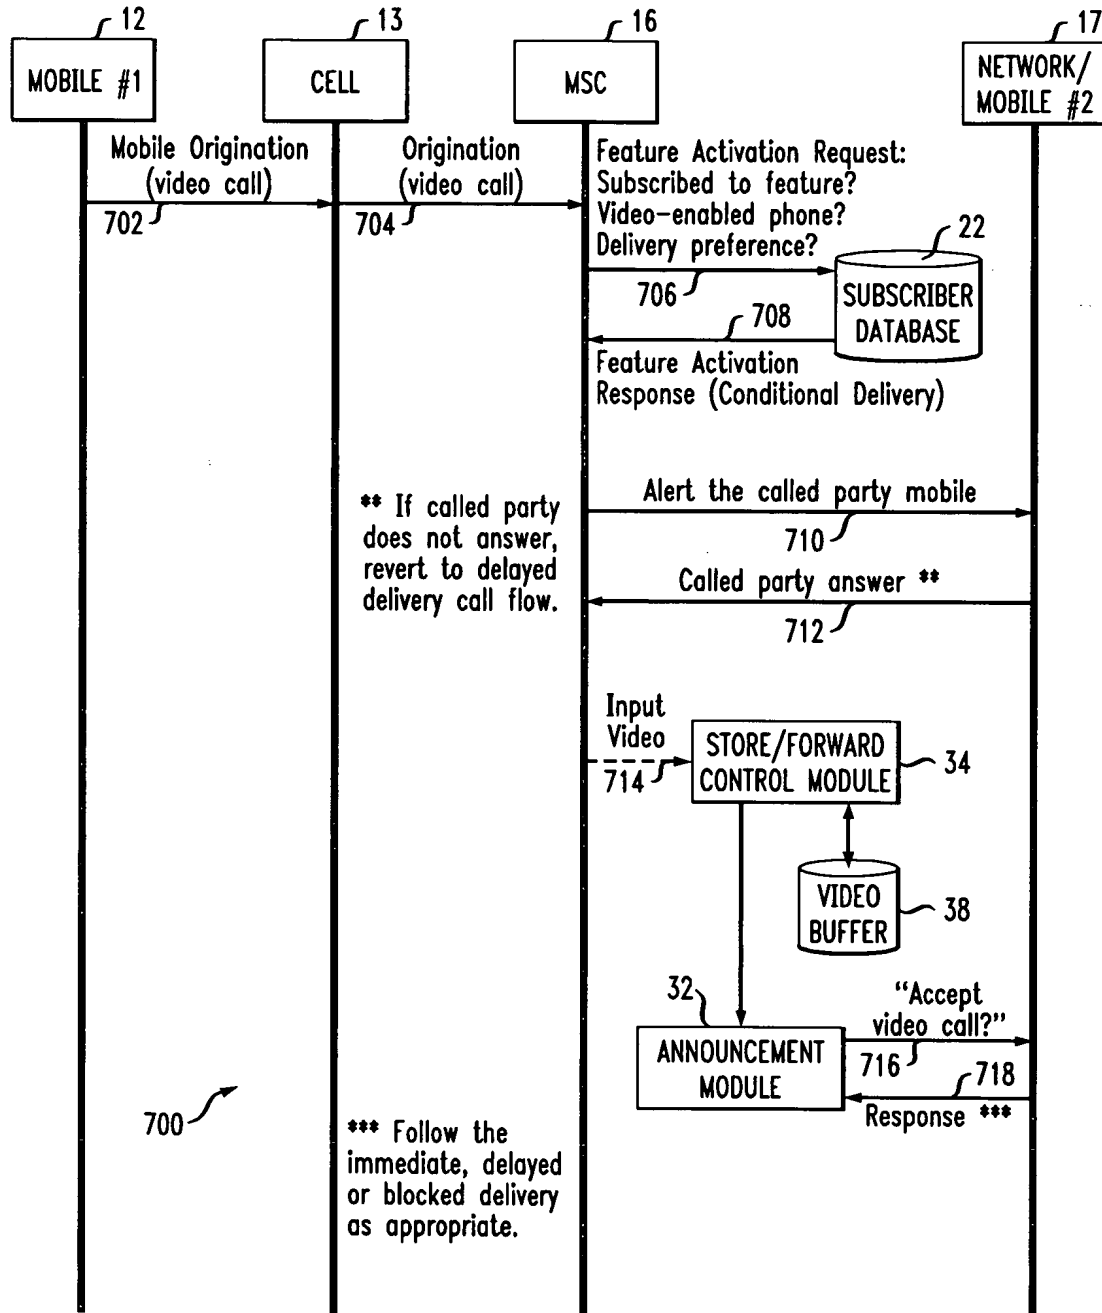 12
13
16
17
MOBILE #1
CELL
MSC
NETWORK/
MOBILE #2
Mobile Origination
(video call)
702
Origination
(video call)
704
Feature Activation Request:
Subscribed to feature?
Video-enabled phone?
Delivery preference?
706
22
SUBSCRIBER
DATABASE
708
Feature Activation
Response (Conditional Delivery)
** If called party
does not answer,
revert to delayed
delivery call flow.
Alert the called party mobile
710
Called party answer **
712
Input
Video
714
STORE/FORWARD
CONTROL MODULE
34
VIDEO
BUFFER
38
32
ANNOUNCEMENT
MODULE
“Accept
video call?”
716
718
Response ***
700
*** Follow the
immediate, delayed
or blocked delivery
as appropriate.